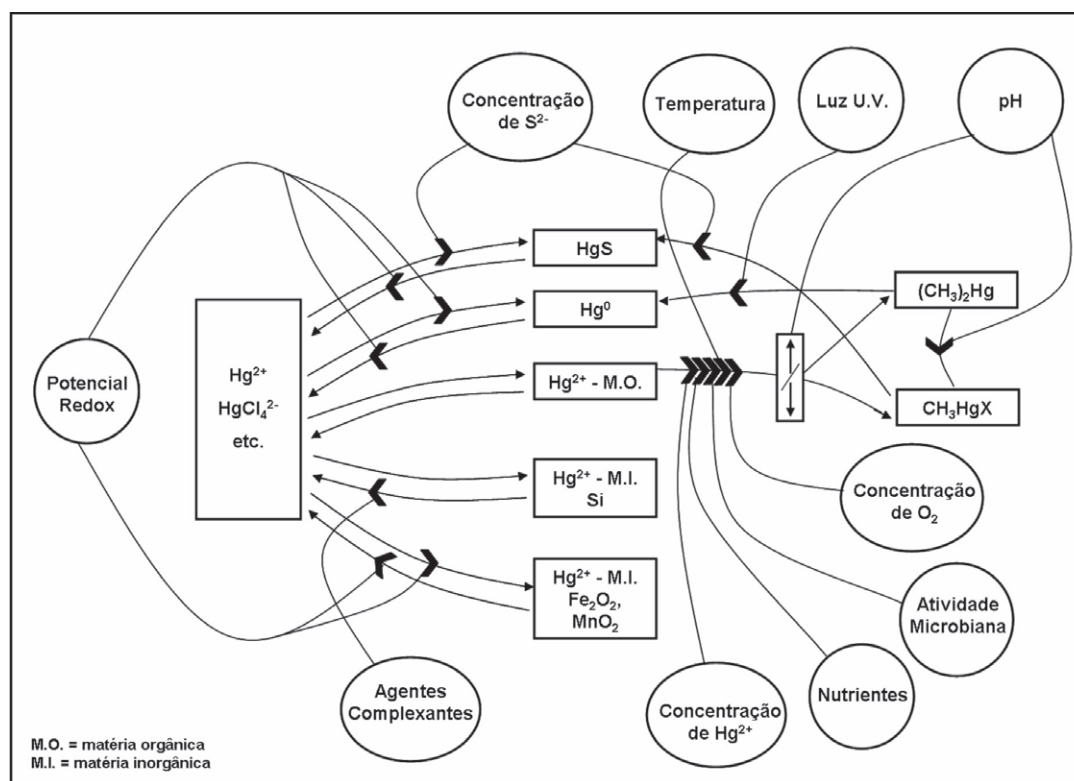 Concentração
de S²⁻
Temperatura
Luz U.V.
pH
HgS
Hg⁰
(CH₃)₂Hg
Potencial
Redox
Hg²⁺
HgCl₄²⁻
etc.
Hg²⁺ - M.O.
CH₃HgX
Hg²⁺ - M.I.
Si
Concentração
de O₂
Hg²⁺ - M.I.
Fe₂O₂,
MnO₂
Atividade
Microbiana
Agentes
Complexantes
Concentração
de Hg²⁺
Nutrientes
M.O. = matéria orgânica
M.I. = matéria inorgânica